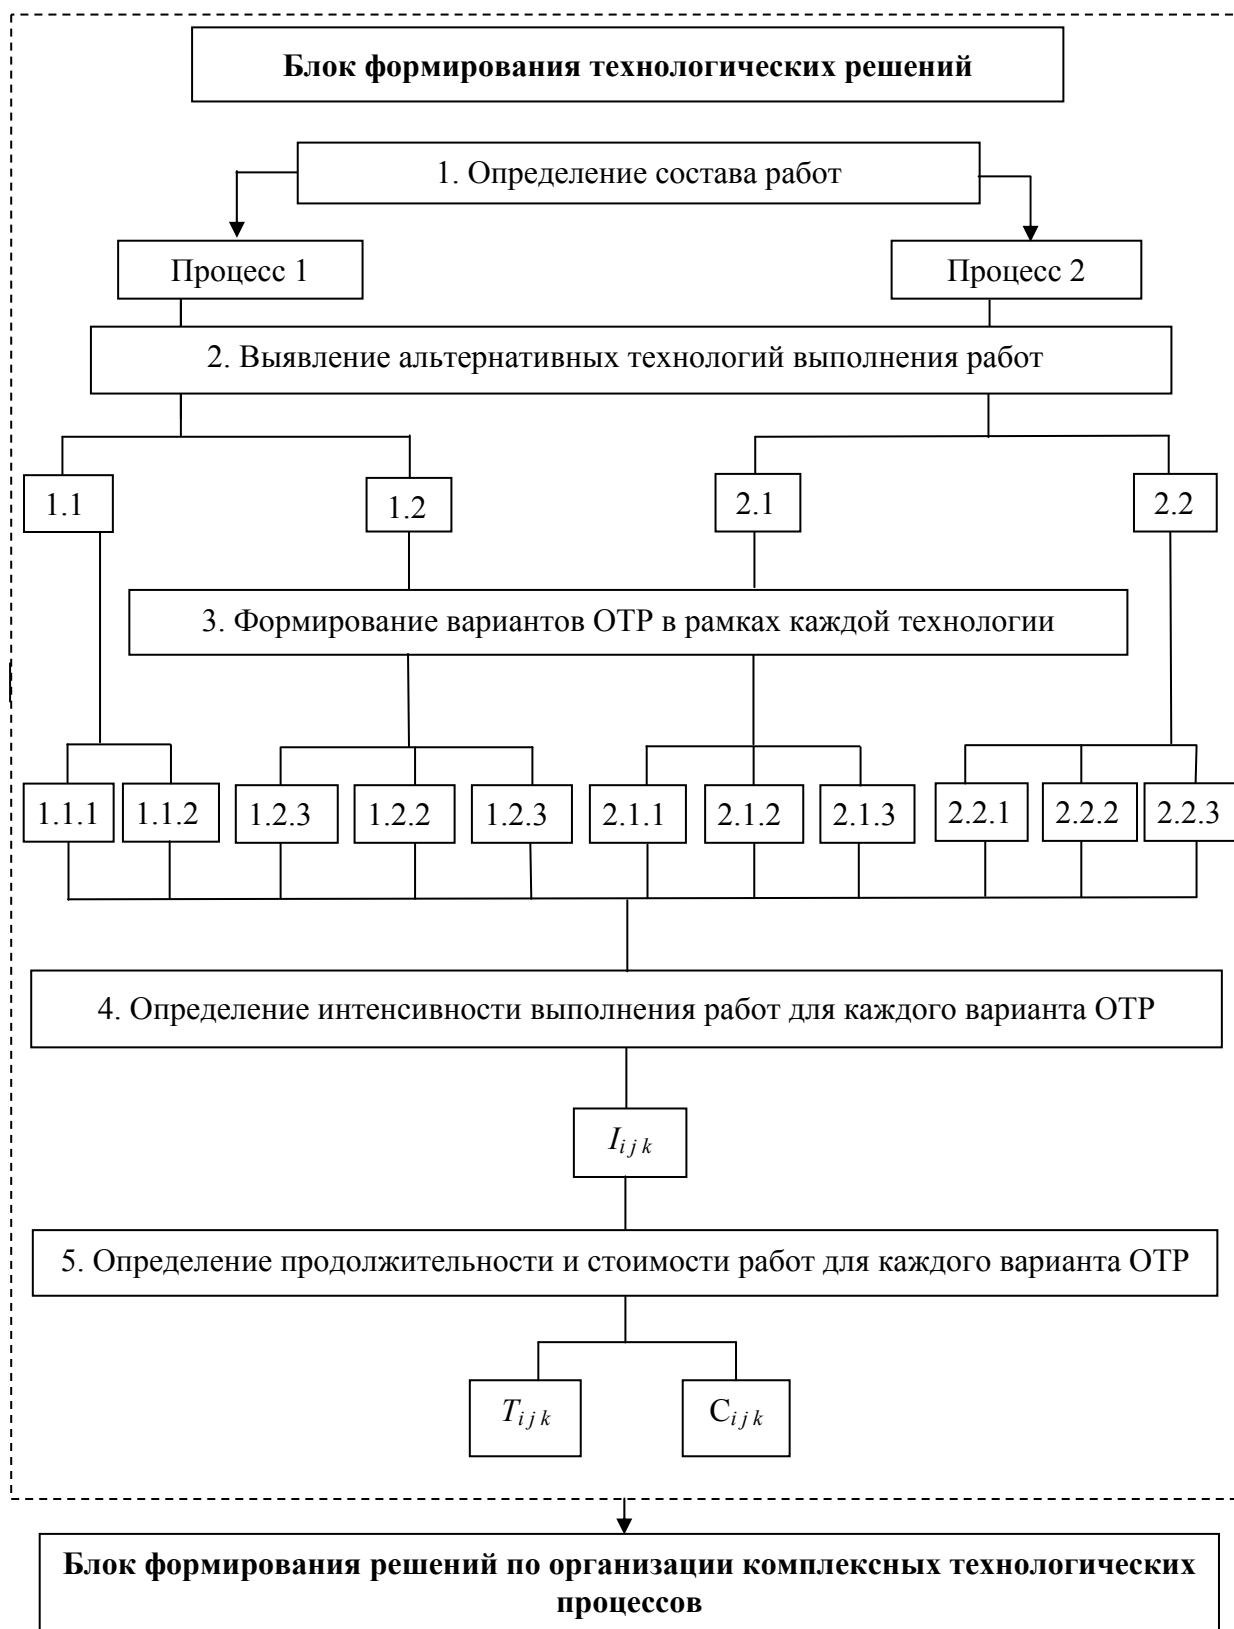 Блок формирования технологических решений
1. Определение состава работ
Процесс 1
Процесс 2
2. Выявление альтернативных технологий выполнения работ
1.1
1.2
2.1
2.2
3. Формирование вариантов ОТР в рамках каждой технологии
1.1.1
1.1.2
1.2.3
1.2.2
1.2.3
2.1.1
2.1.2
2.1.3
2.2.1
2.2.2
2.2.3
4. Определение интенсивности выполнения работ для каждого варианта ОТР
I i j k
5. Определение продолжительности и стоимости работ для каждого варианта ОТР
T i j k
C i j k
Блок формирования решений по организации комплексных технологических
процессов